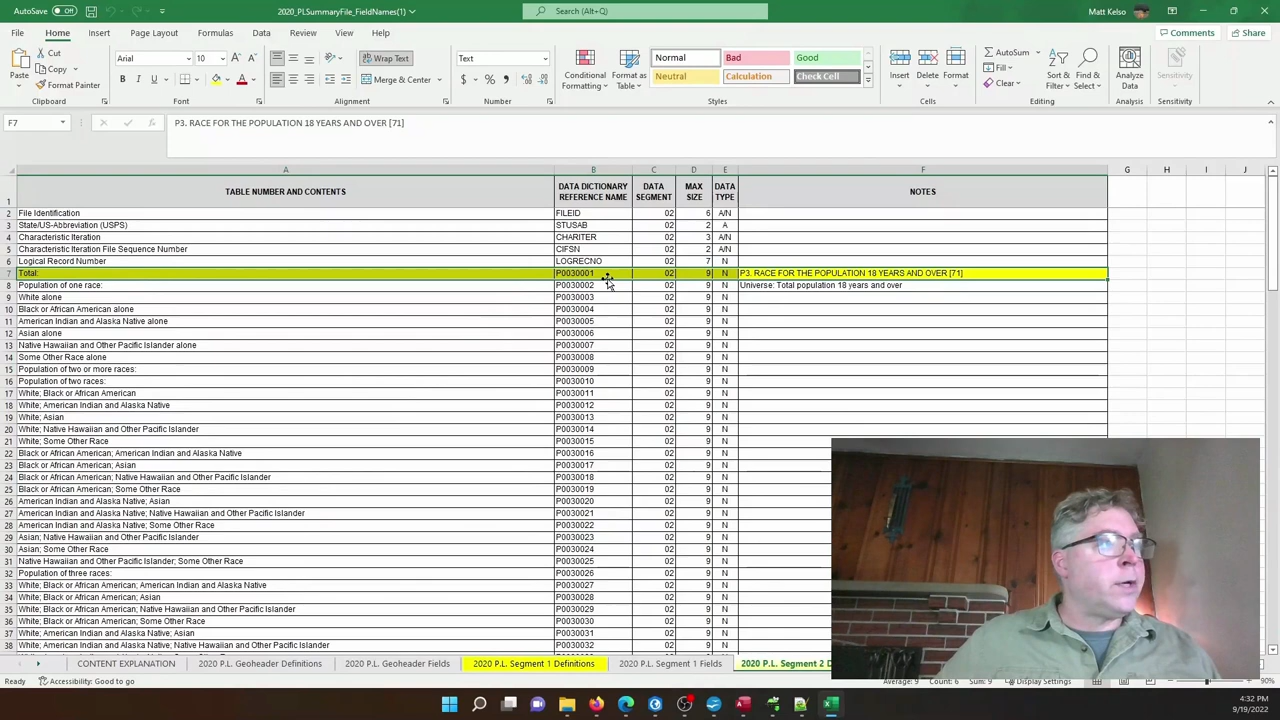 AutoSave Off 2020_PLSummaryFile_FieldNames(1) Search (Alt+Q) Matt Kelso
File Home Insert Page Layout Formulas Data Review View Help Acrobat Comments Share
Paste Cut Copy Format Painter Clipboard
Arial 10 B I U Font
Wrap Text Merge & Center Alignment
Text $ % Number
Conditional Formatting Format as Table
Normal Bad Good
Neutral Calculation Check Cell
Styles
Insert Delete Format Cells
AutoSum Fill Clear Sort & Filter Find & Select Editing
Analyze Data Analysis
Sensitivity Sensitivity
F7 P3. RACE FOR THE POPULATION 18 YEARS AND OVER [71]
A B C D E F G H I J
1 TABLE NUMBER AND CONTENTS DATA DICTIONARY REFERENCE NAME DATA SEGMENT MAX SIZE DATA TYPE NOTES
2 File Identification FILEID 02 6 A/N
3 State/US-Abbreviation (USPS) STUSAB 02 2 A
4 Characteristic Iteration CHARITER 02 3 A/N
5 Characteristic Iteration File Sequence Number CIFSN 02 2 A/N
6 Logical Record Number LOGRECNO 02 7 N
7 Total: P0030001 02 9 N P3. RACE FOR THE POPULATION 18 YEARS AND OVER [71]
8 Population of one race: P0030002 02 9 N Universe: Total population 18 years and over
9 White alone P0030003 02 9 N
10 Black or African American alone P0030004 02 9 N
11 American Indian and Alaska Native alone P0030005 02 9 N
12 Asian alone P0030006 02 9 N
13 Native Hawaiian and Other Pacific Islander alone P0030007 02 9 N
14 Some Other Race alone P0030008 02 9 N
15 Population of two or more races: P0030009 02 9 N
16 Population of two races: P0030010 02 9 N
17 White; Black or African American P0030011 02 9 N
18 White; American Indian and Alaska Native P0030012 02 9 N
19 White; Asian P0030013 02 9 N
20 White; Native Hawaiian and Other Pacific Islander P0030014 02 9 N
21 White; Some Other Race P0030015 02 9 N
22 Black or African American; American Indian and Alaska Native P0030016 02 9 N
23 Black or African American; Asian P0030017 02 9 N
24 Black or African American; Native Hawaiian and Other Pacific Islander P0030018 02 9 N
25 Black or African American; Some Other Race P0030019 02 9 N
26 American Indian and Alaska Native; Asian P0030020 02 9 N
27 American Indian and Alaska Native; Native Hawaiian and Other Pacific Islander P0030021 02 9 N
28 American Indian and Alaska Native; Some Other Race P0030022 02 9 N
29 Asian; Native Hawaiian and Other Pacific Islander P0030023 02 9 N
30 Asian; Some Other Race P0030024 02 9 N
31 Native Hawaiian and Other Pacific Islander; Some Other Race P0030025 02 9 N
32 Population of three races: P0030026 02 9 N
33 White; Black or African American; American Indian and Alaska Native P0030027 02 9 N
34 White; Black or African American; Asian P0030028 02 9 N
35 White; Black or African American; Native Hawaiian and Other Pacific Islander P0030029 02 9 N
36 White; Black or African American; Some Other Race P0030030 02 9 N
37 White; American Indian and Alaska Native; Asian P0030031 02 9 N
38 White; American Indian and Alaska Native; Native Hawaiian and Other Pacific Islander P0030032 02 9 N
CONTENT EXPLANATION 2020 P.L. Geoheader Definitions 2020 P.L. Geoheader Fields 2020 P.L. Segment 1 Definitions 2020 P.L. Segment 1 Fields 2020 P.L. Segment 2 D
Ready Accessibility: Good to go Average: 9 Count: 6 Sum: 9 Display Settings 90%
4:32 PM
9/19/2022